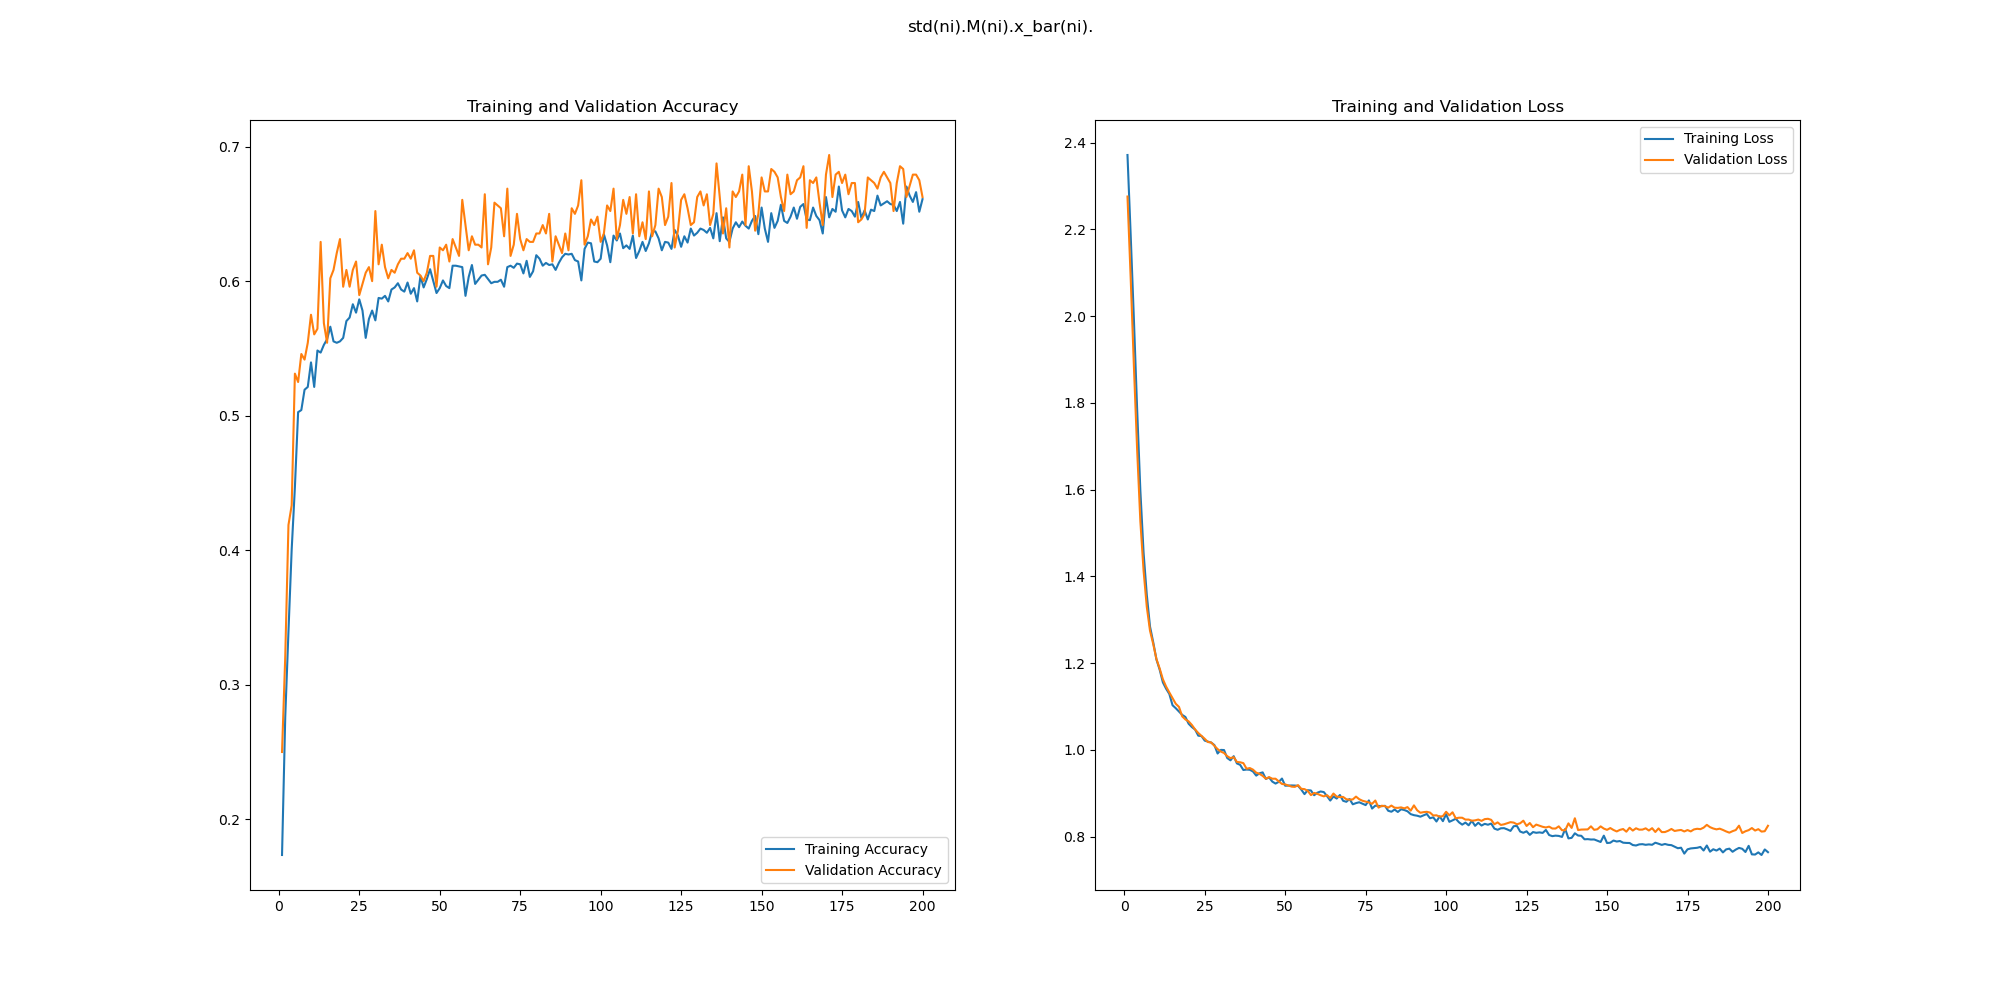 std(ni).M(ni).x_bar(ni).
Training and Validation Accuracy
0.7
0.6
0.5
0.4
0.3
0.2
Training Accuracy
Validation Accuracy
0 25 50 75 100 125 150 175 200
Training and Validation Loss
2.4
2.2
2.0
1.8
1.6
1.4
1.2
1.0
0.8
Training Loss
Validation Loss
0 25 50 75 100 125 150 175 200